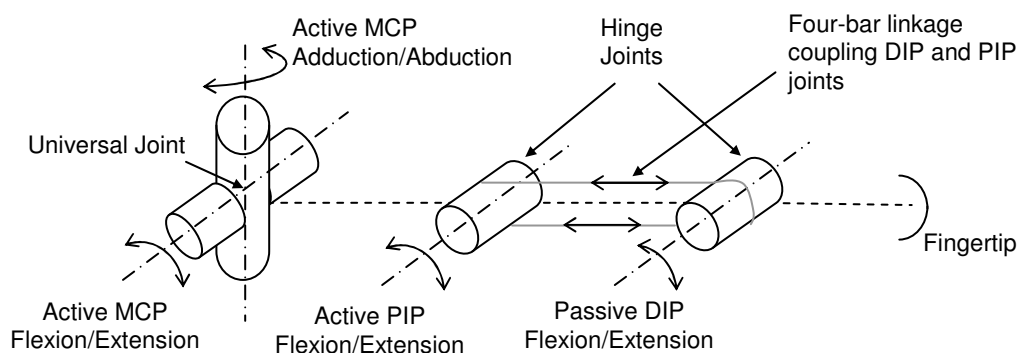 Active MCP
Adduction/Abduction
Hinge
Joints
Four-bar linkage
coupling DIP and PIP
joints
Universal Joint
Fingertip
Active MCP
Flexion/Extension
Active PIP
Flexion/Extension
Passive DIP
Flexion/Extension